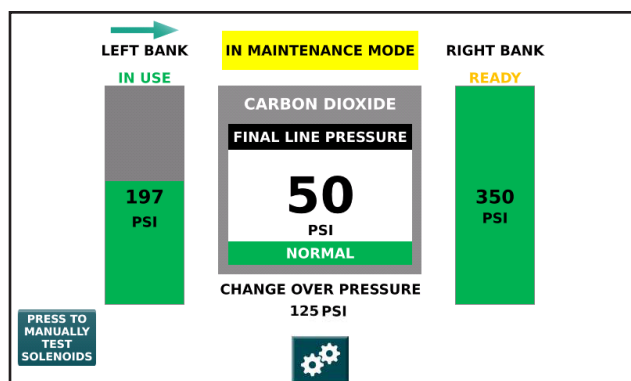 LEFT BANK
IN MAINTENANCE MODE
RIGHT BANK
IN USE
READY
CARBON DIOXIDE
FINAL LINE PRESSURE
197
PSI
50
PSI
350
PSI
NORMAL
CHANGE OVER PRESSURE
125 PSI
PRESS TO
MANUALLY
TEST
SOLENOIDS